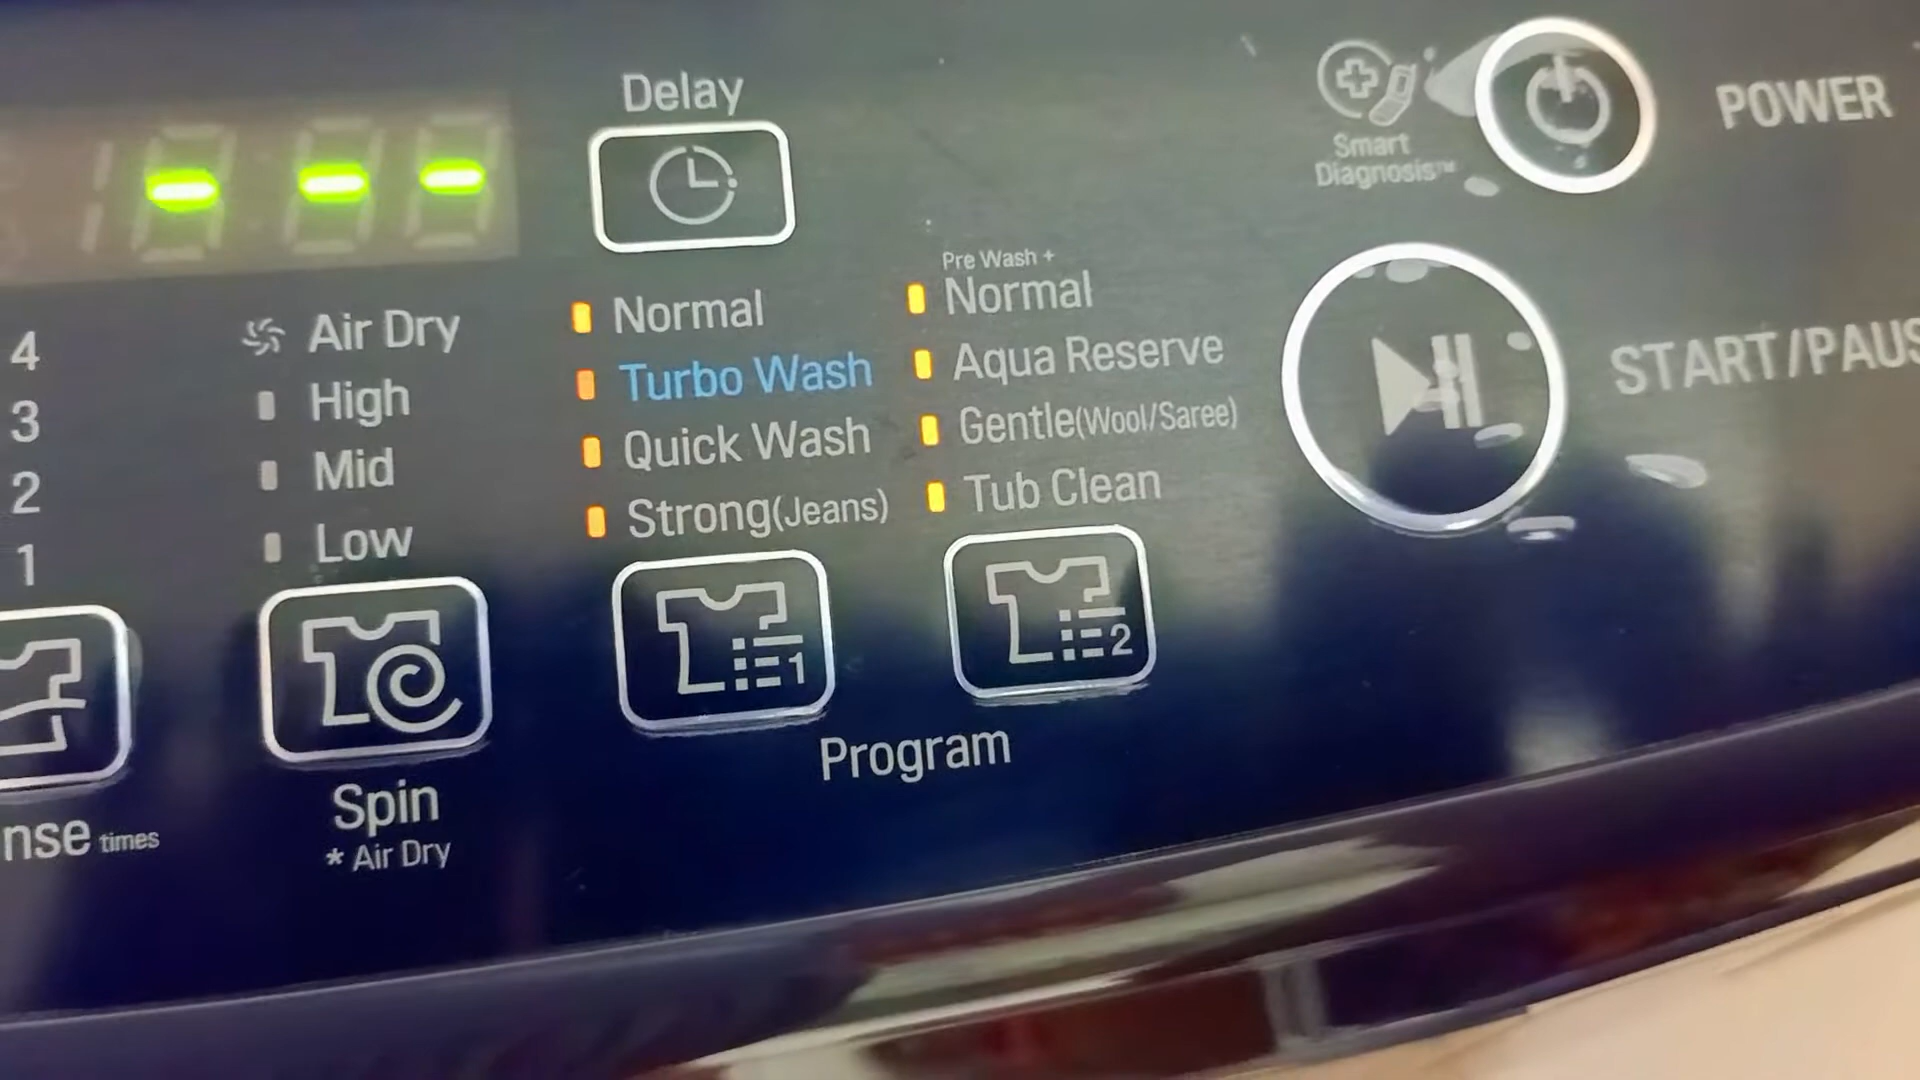 Delay
Smart
Diagnosis™
POWER
- - -
4
3
2
1
Air Dry
High
Mid
Low
Normal
Turbo Wash
Quick Wash
Strong(Jeans)
Pre Wash +
Normal
Aqua Reserve
Gentle(Wool/Saree)
Tub Clean
START/PAUS
1
2
Program
nse times
Spin
* Air Dry